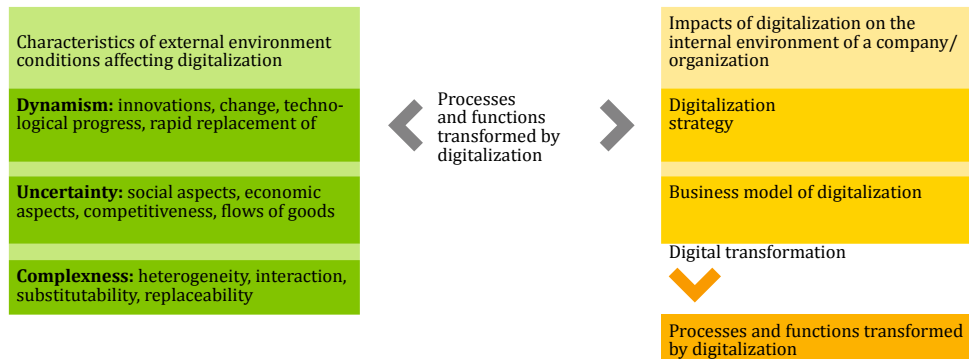 Characteristics of external environment
conditions affecting digitalization
Dynamism: innovations, change, techno-
logical progress, rapid replacement of
Uncertainty: social aspects, economic
aspects, competitiveness, flows of goods
Complexness: heterogeneity, interaction,
substitutability, replaceability
Processes
and functions
transformed by
digitalization
Impacts of digitalization on the
internal environment of a company/
organization
Digitalization
strategy
Business model of digitalization
Digital transformation
Processes and functions transformed
by digitalization